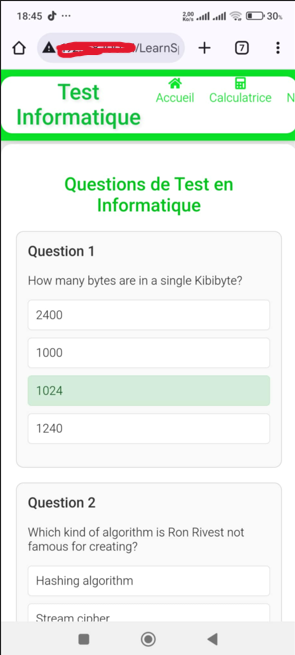 18:45
2,00
Ko/s
30%
/LearnS
7
Test
Informatique
Accueil
Calculatrice
N
Questions de Test en
Informatique
Question 1
How many bytes are in a single Kibibyte?
2400
1000
1024
1240
Question 2
Which kind of algorithm is Ron Rivest not
famous for creating?
Hashing algorithm
Stream cipher